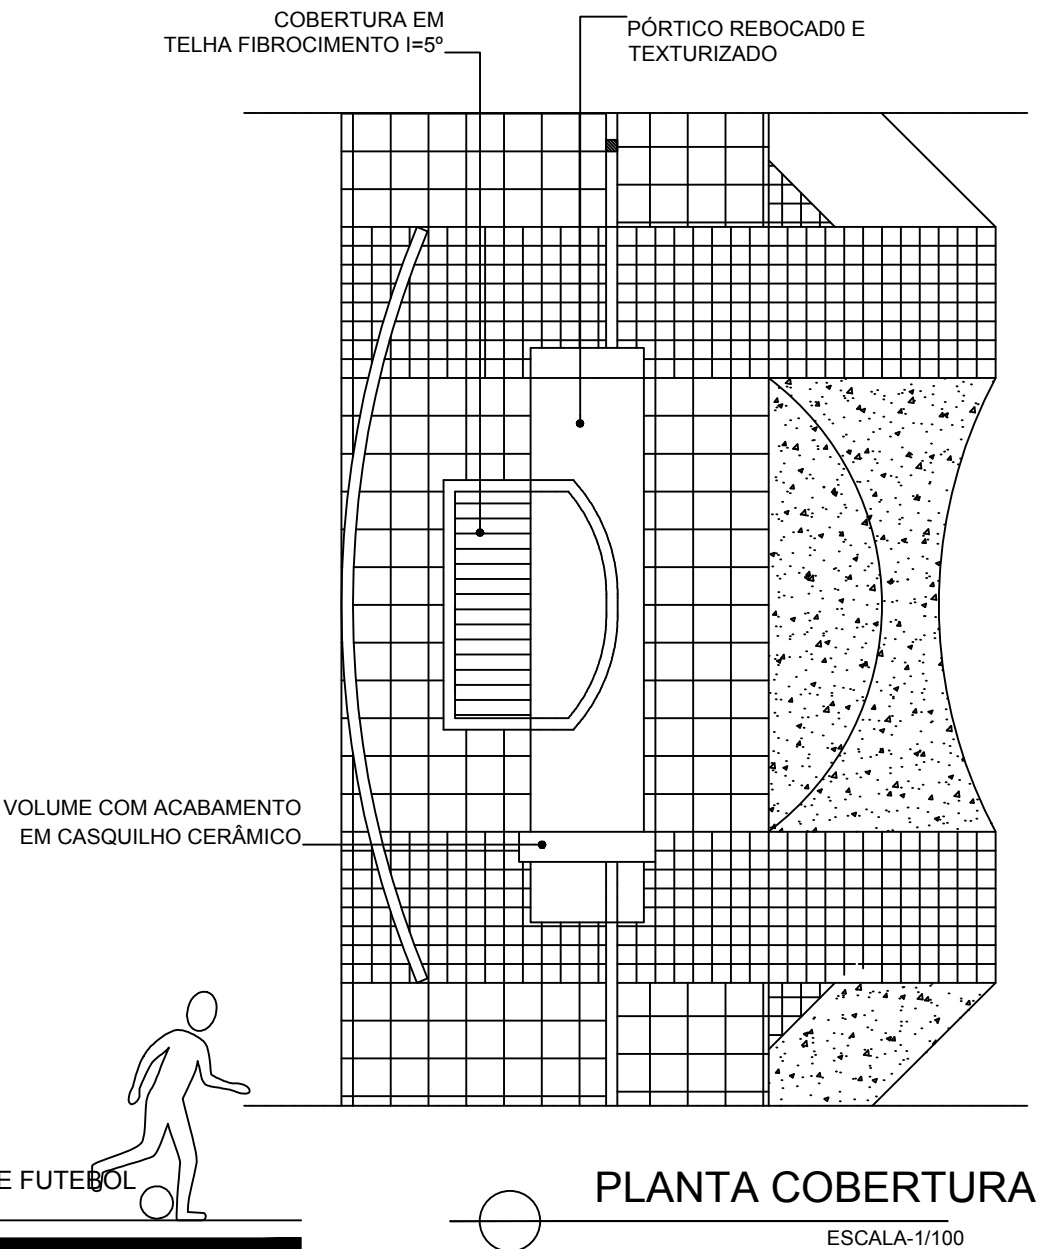 COBERTURA EM
TELHA FIBROCIMENTO I=5º
PÓRTICO REBOCAD0 E
TEXTURIZADO
VOLUME COM ACABAMENTO
EM CASQUILHO CERÂMICO
E FUTEBOL
PLANTA COBERTURA
ESCALA-1/100